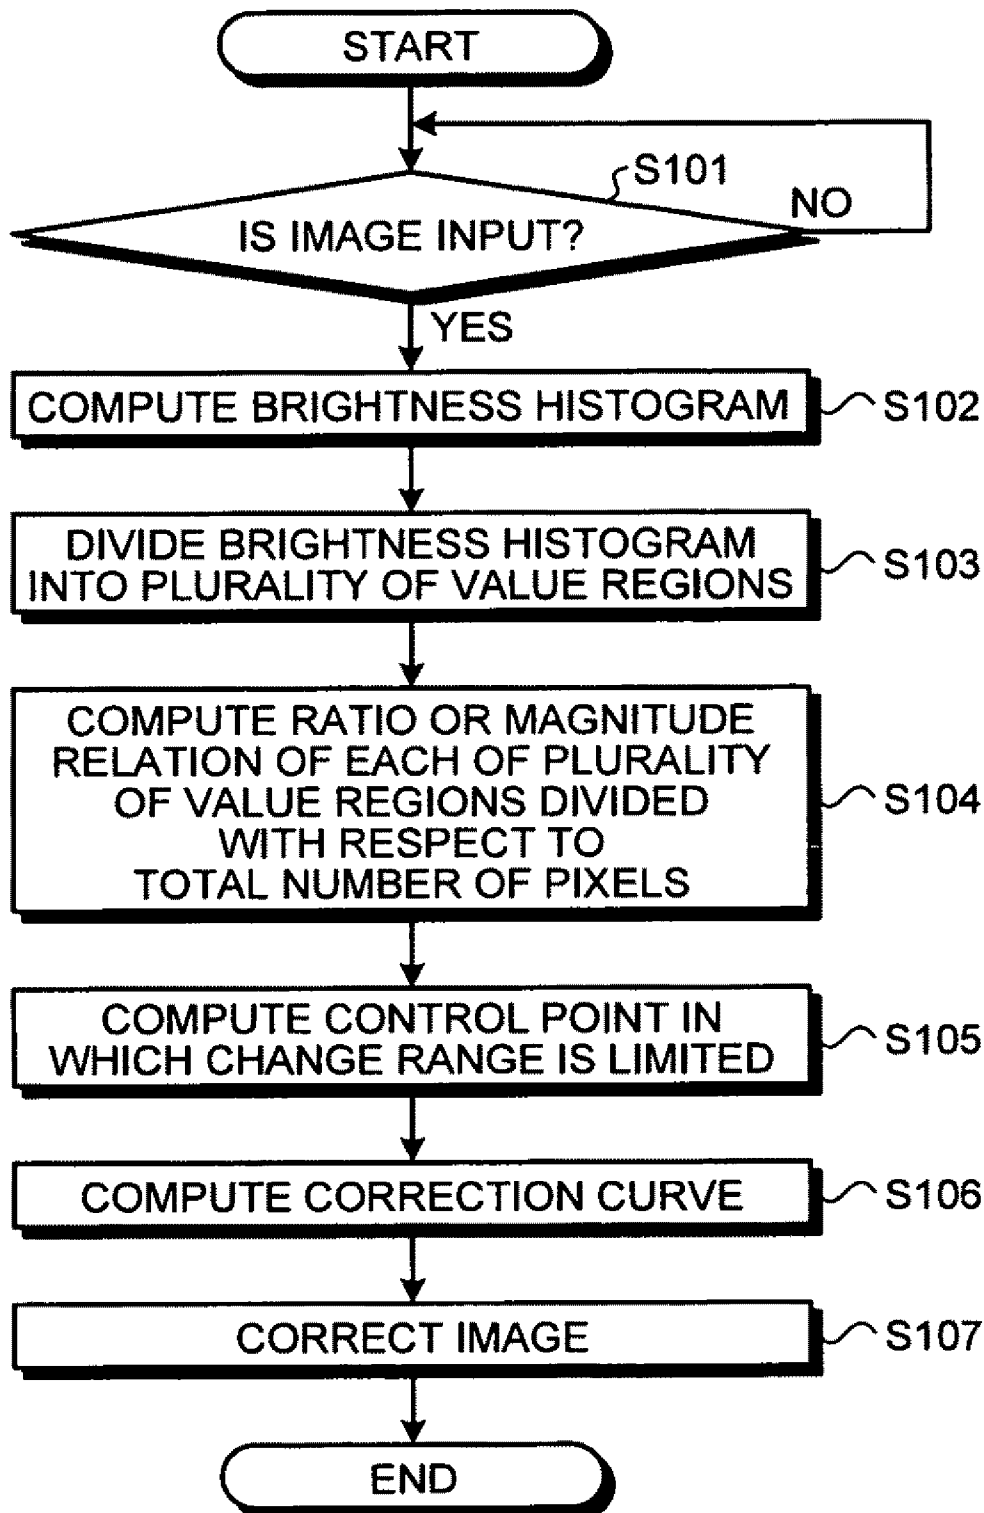 START
S101
NO
IS IMAGE INPUT?
YES
COMPUTE BRIGHTNESS HISTOGRAM
S102
DIVIDE BRIGHTNESS HISTOGRAM
INTO PLURALITY OF VALUE REGIONS
S103
COMPUTE RATIO OR MAGNITUDE
RELATION OF EACH OF PLURALITY
OF VALUE REGIONS DIVIDED
WITH RESPECT TO
TOTAL NUMBER OF PIXELS
S104
COMPUTE CONTROL POINT IN
WHICH CHANGE RANGE IS LIMITED
S105
COMPUTE CORRECTION CURVE
S106
CORRECT IMAGE
S107
END